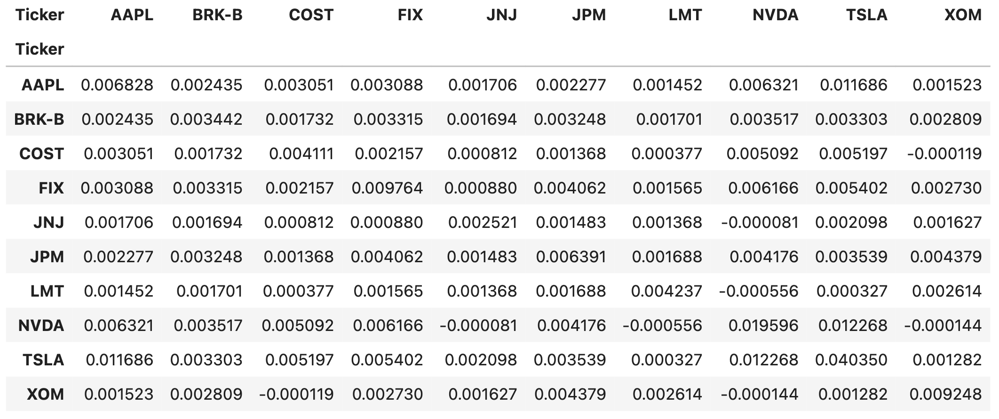 Ticker AAPL BRK-B COST FIX JNJ JPM LMT NVDA TSLA XOM
Ticker
AAPL 0.006828 0.002435 0.003051 0.003088 0.001706 0.002277 0.001452 0.006321 0.011686 0.001523
BRK-B 0.002435 0.003442 0.001732 0.003315 0.001694 0.003248 0.001701 0.003517 0.003303 0.002809
COST 0.003051 0.001732 0.004111 0.002157 0.000812 0.001368 0.000377 0.005092 0.005197 -0.000119
FIX 0.003088 0.003315 0.002157 0.009764 0.000880 0.004062 0.001565 0.006166 0.005402 0.002730
JNJ 0.001706 0.001694 0.000812 0.000880 0.002521 0.001483 0.001368 -0.000081 0.002098 0.001627
JPM 0.002277 0.003248 0.001368 0.004062 0.001483 0.006391 0.001688 0.004176 0.003539 0.004379
LMT 0.001452 0.001701 0.000377 0.001565 0.001368 0.001688 0.004237 -0.000556 0.000327 0.002614
NVDA 0.006321 0.003517 0.005092 0.006166 -0.000081 0.004176 -0.000556 0.019596 0.012268 -0.000144
TSLA 0.011686 0.003303 0.005197 0.005402 0.002098 0.003539 0.000327 0.012268 0.040350 0.001282
XOM 0.001523 0.002809 -0.000119 0.002730 0.001627 0.004379 0.002614 -0.000144 0.001282 0.009248